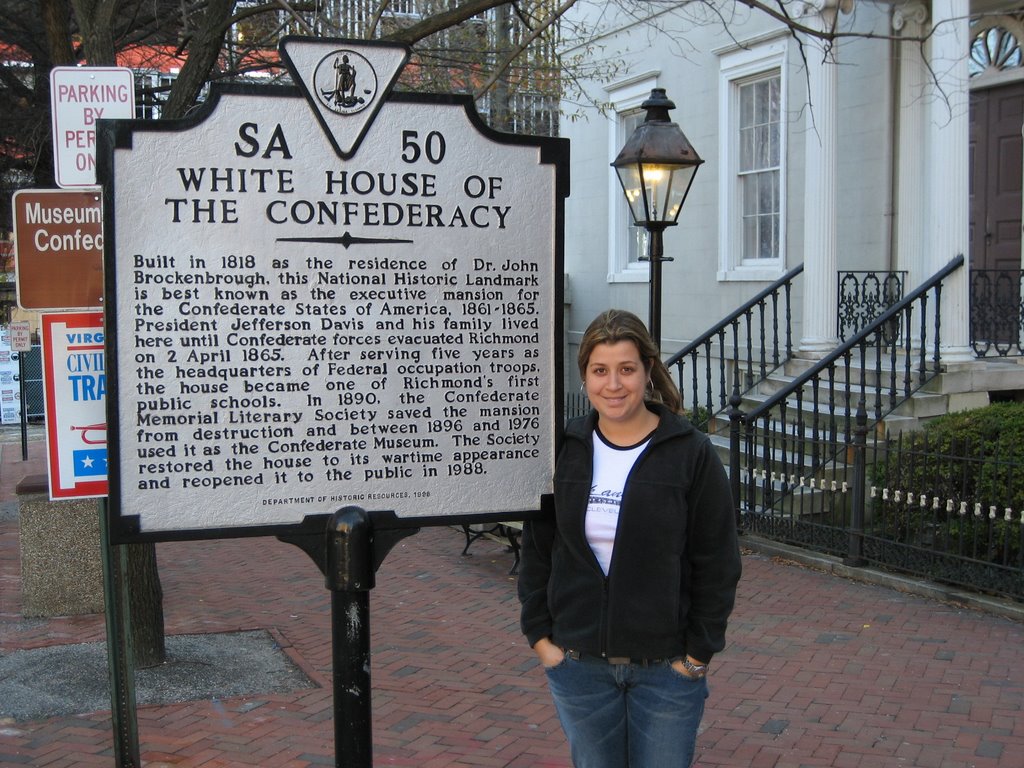 PARKING
BY
PER
ON
Museum
Confec
VIRG
CIVI
TRA
SA 50
WHITE HOUSE OF
THE CONFEDERACY
Built in 1818 as the residence of Dr. John
Brockenbrough, this National Historic Landmark
is best known as the executive mansion for
the Confederate States of America, 1861-1865.
President Jefferson Davis and his family lived
here until Confederate forces evacuated Richmond
on 2 April 1865. After serving five years as
the headquarters of Federal occupation troops,
the house became one of Richmond's first
public schools. In 1890, the Confederate
Memorial Literary Society saved the mansion
from destruction and between 1896 and 1976
used it as the Confederate Museum. The Society
restored the house to its wartime appearance
and reopened it to the public in 1988.
DEPARTMENT OF HISTORIC RESOURCES, 1998